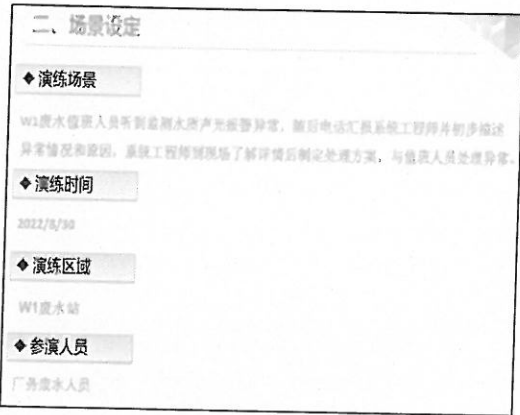 二、场景设定
◆演练场景
W1废水值班人员听到监测水质声光报警异常，随后电话汇报系统工程师并初步描述
异常情况和原因，系统工程师到现场了解详情后制定处理方案，与值班人员处理异常。
◆演练时间
2022/8/30
◆演练区域
W1废水站
◆参演人员
厂务废水人员